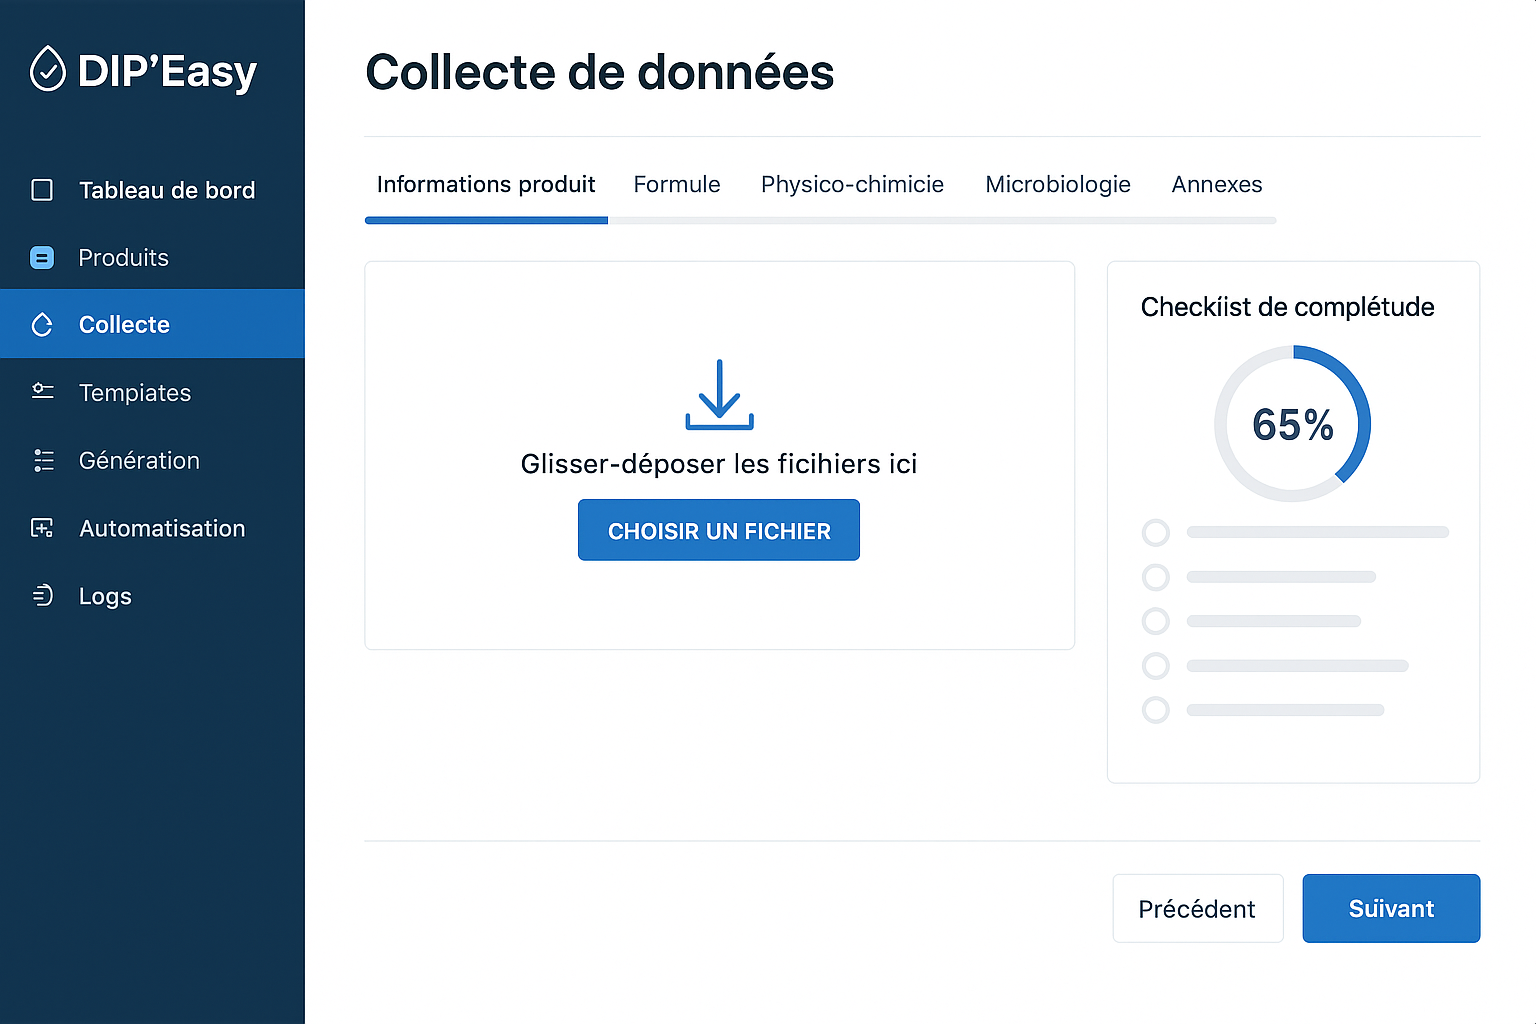 DIP’Easy
Tableau de bord
Produits
Collecte
Templates
Génération
Automatisation
Logs
Collecte de données
Informations produit
Formule
Physico-chimicie
Microbiologie
Annexes
Glisser-déposer les ficihiers ici
CHOISIR UN FICHIER
Checkíist de complétude
65%
Précédent
Suivant